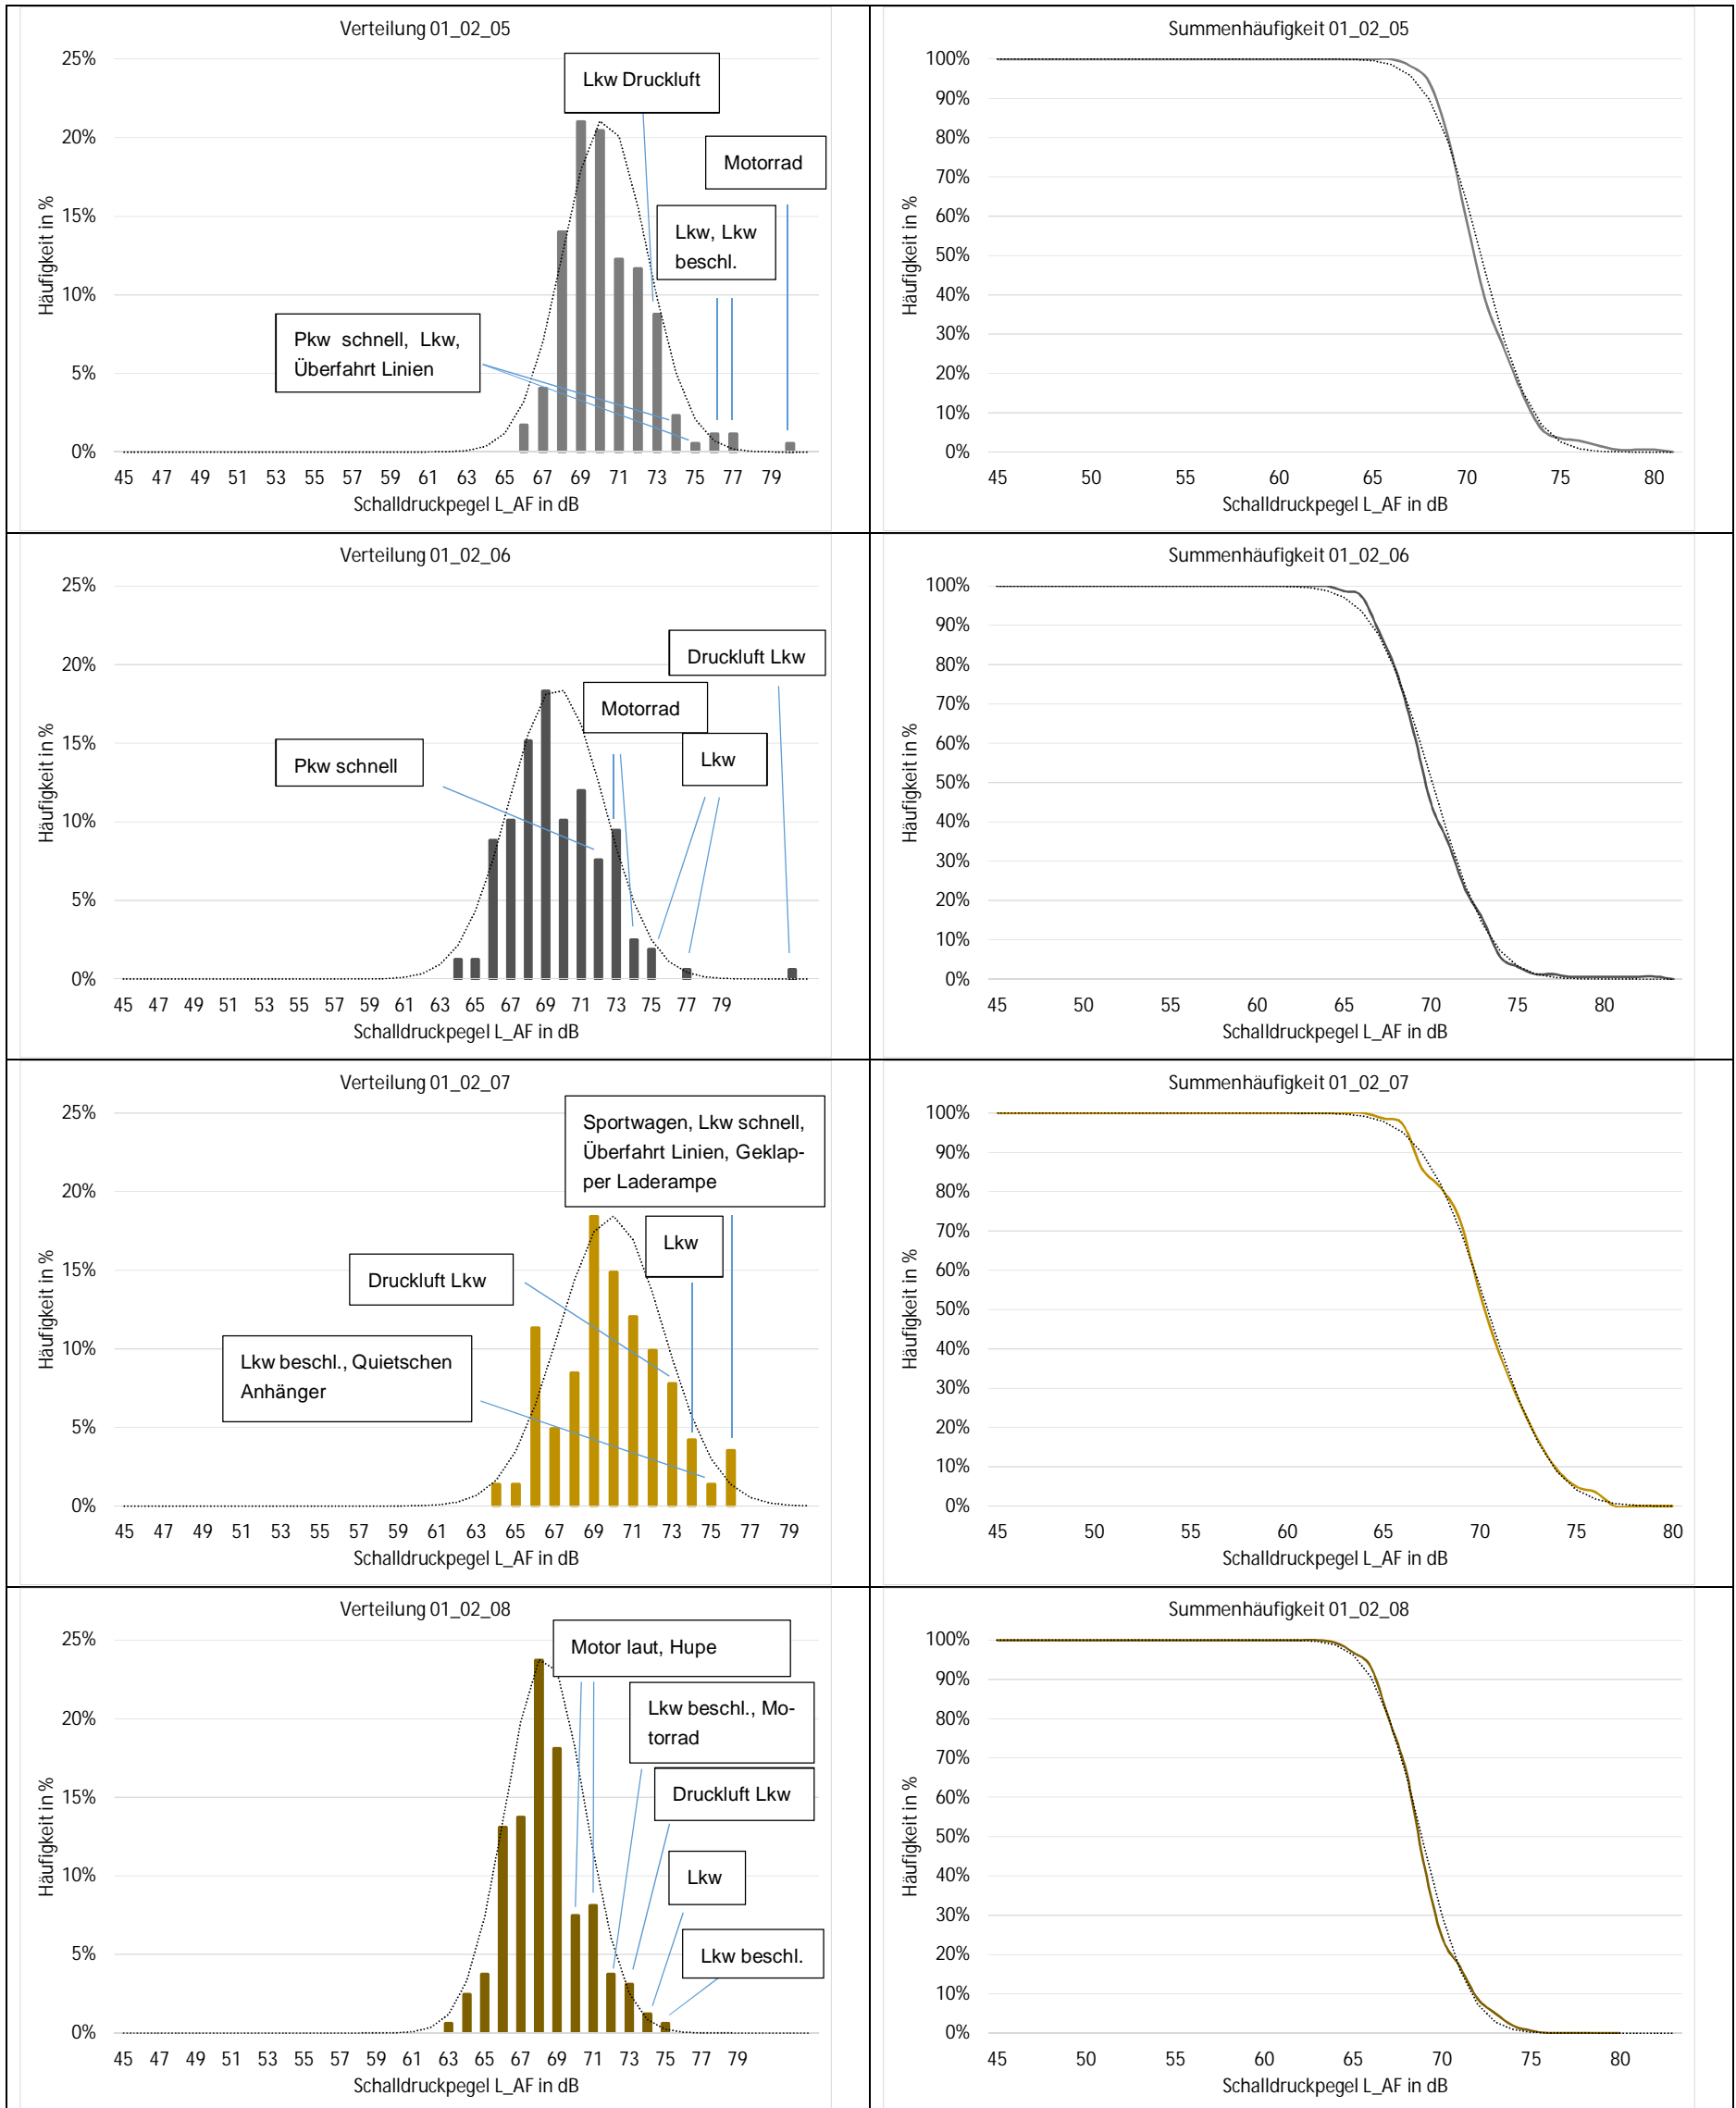 Verteilung 01_02_05
25%
20%
15%
10%
5%
0%
Häufigkeit in %
Lkw Druckluft
Motorrad
Lkw, Lkw
beschl.
Pkw schnell, Lkw,
Überfahrt Linien
45 47 49 51 53 55 57 59 61 63 65 67 69 71 73 75 77 79
Schalldruckpegel L_AF in dB
Summenhäufigkeit 01_02_05
100%
90%
80%
70%
60%
50%
40%
30%
20%
10%
0%
Häufigkeit in %
45 50 55 60 65 70 75 80
Schalldruckpegel L_AF in dB
Verteilung 01_02_06
25%
20%
15%
10%
5%
0%
Häufigkeit in %
Druckluft Lkw
Motorrad
Lkw
Pkw schnell
45 47 49 51 53 55 57 59 61 63 65 67 69 71 73 75 77 79
Schalldruckpegel L_AF in dB
Summenhäufigkeit 01_02_06
100%
90%
80%
70%
60%
50%
40%
30%
20%
10%
0%
Häufigkeit in %
45 50 55 60 65 70 75 80
Schalldruckpegel L_AF in dB
Verteilung 01_02_07
25%
20%
15%
10%
5%
0%
Häufigkeit in %
Sportwagen, Lkw schnell,
Überfahrt Linien, Geklap-
per Laderampe
Lkw
Druckluft Lkw
Lkw beschl., Quietschen
Anhänger
45 47 49 51 53 55 57 59 61 63 65 67 69 71 73 75 77 79
Schalldruckpegel L_AF in dB
Summenhäufigkeit 01_02_07
100%
90%
80%
70%
60%
50%
40%
30%
20%
10%
0%
Häufigkeit in %
45 50 55 60 65 70 75 80
Schalldruckpegel L_AF in dB
Verteilung 01_02_08
25%
20%
15%
10%
5%
0%
Häufigkeit in %
Motor laut, Hupe
Lkw beschl., Mo-
torrad
Druckluft Lkw
Lkw
Lkw beschl.
45 47 49 51 53 55 57 59 61 63 65 67 69 71 73 75 77 79
Schalldruckpegel L_AF in dB
Summenhäufigkeit 01_02_08
100%
90%
80%
70%
60%
50%
40%
30%
20%
10%
0%
Häufigkeit in %
45 50 55 60 65 70 75 80
Schalldruckpegel L_AF in dB